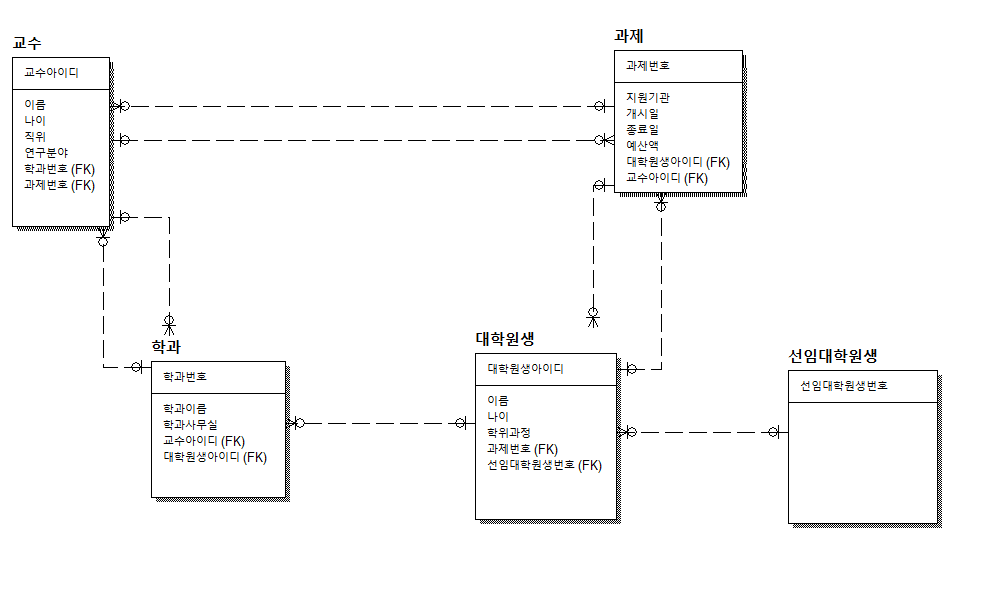 교수
교수아이디
이름
나이
직위
연구분야
학과번호 (FK)
과제번호 (FK)
과제
과제번호
지원기관
개시일
종료일
예산액
대학원생아이디 (FK)
교수아이디 (FK)
학과
학과번호
학과이름
학과사무실
교수아이디 (FK)
대학원생아이디 (FK)
대학원생
대학원생아이디
이름
나이
학위과정
과제번호 (FK)
선임대학원생번호 (FK)
선임대학원생
선임대학원생번호